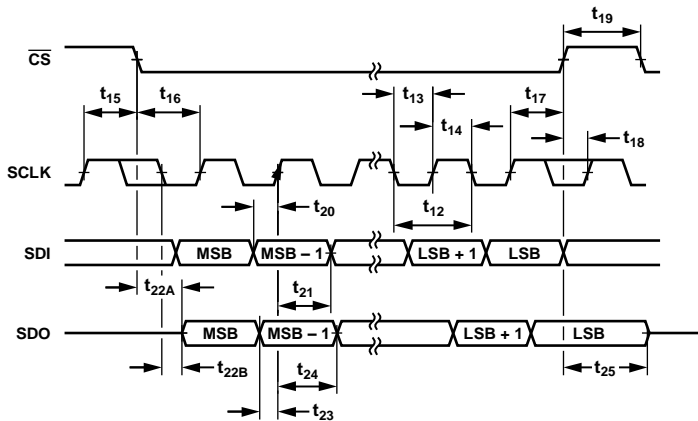 t19
CS
t15
t16
t13
t17
t14
t18
SCLK
t20
t12
SDI
MSB
MSB – 1
LSB + 1
LSB
t22A
t21
SDO
MSB
MSB – 1
LSB + 1
LSB
t22B
t24
t25
t23